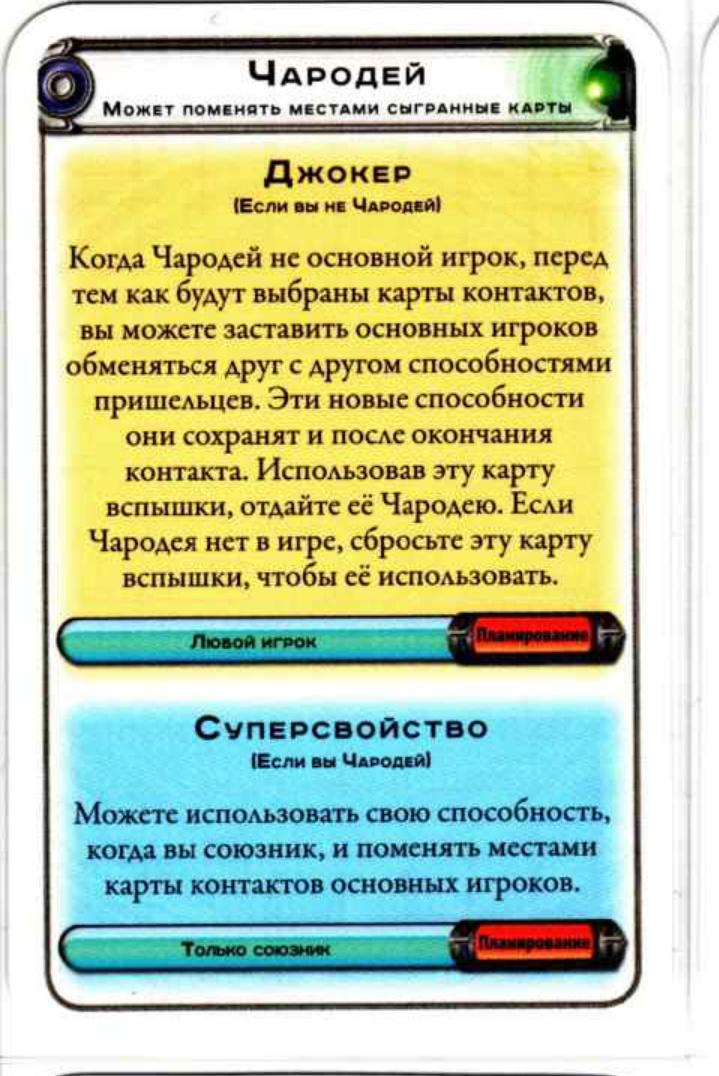 Чародей
Может поменять местами сыгранные карты
Джокер
(Если вы не Чародей)
Когда Чародей не основной игрок, перед
тем как будут выбраны карты контактов,
вы можете заставить основных игроков
обменяться друг с другом способностями
пришельцев. Эти новые способности
они сохранят и после окончания
контакта. Использовав эту карту
вспышки, отдайте её Чародею. Если
Чародея нет в игре, сбросьте эту карту
вспышки, чтобы её использовать.
Любой игрок
Планирование
Суперсвойство
(Если вы Чародей)
Можете использовать свою способность,
когда вы союзник, и поменять местами
карты контактов основных игроков.
Только союзник
Планирование